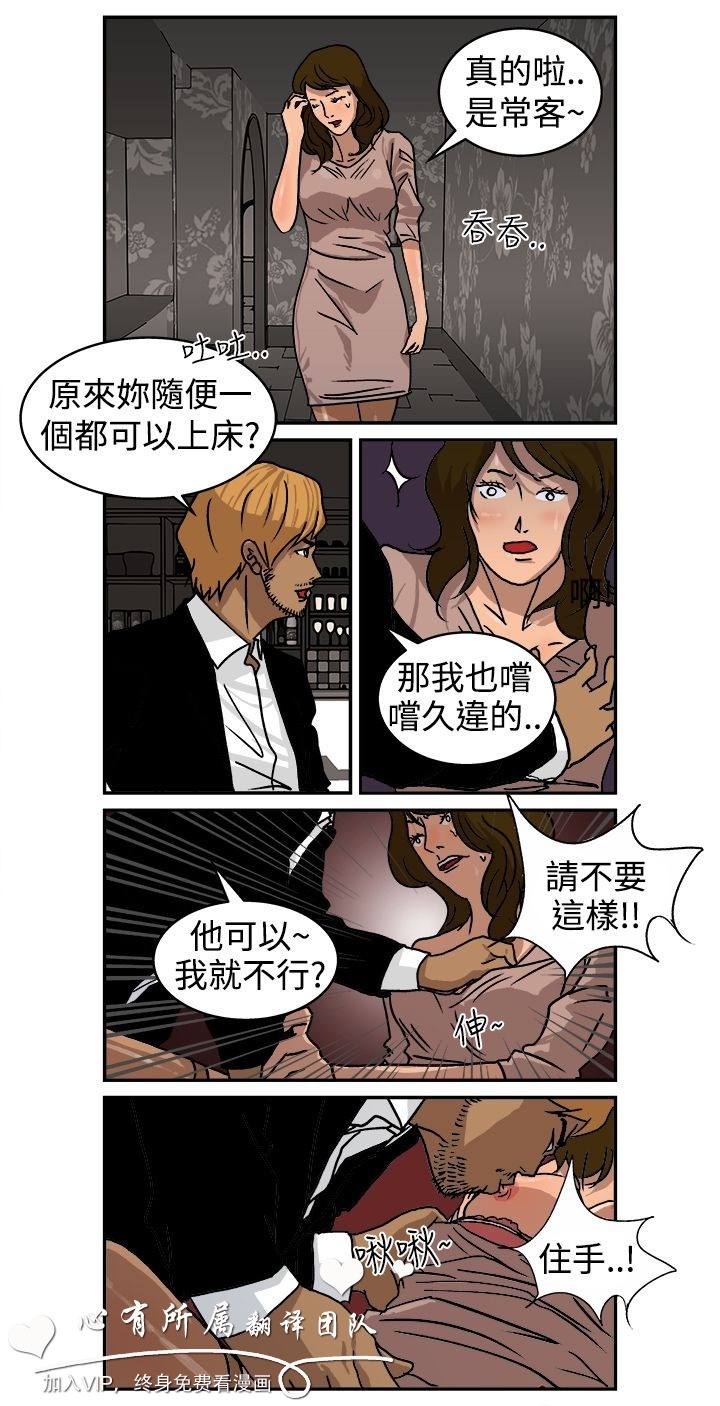 真的啦..
是常客~
吞吞..
吐吐..
原來妳隨便一
個都可以上床?
啊!
那我也嚐
嚐久違的..
請不要
這樣!!
他可以~
我就不行?
伸~
啾啾~
住手..!
心有所属翻译团队
加入VIP，终身免费看漫画